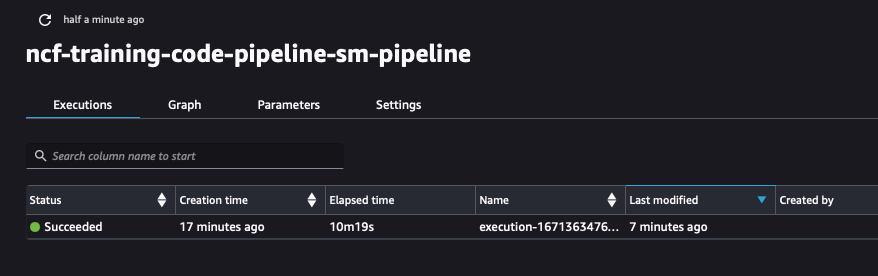 half a minute ago
ncf-training-code-pipeline-sm-pipeline
Executions Graph Parameters Settings
Search column name to start
Status Creation time Elapsed time Name Last modified Created by
Succeeded 17 minutes ago 10m19s execution-1671363476... 7 minutes ago